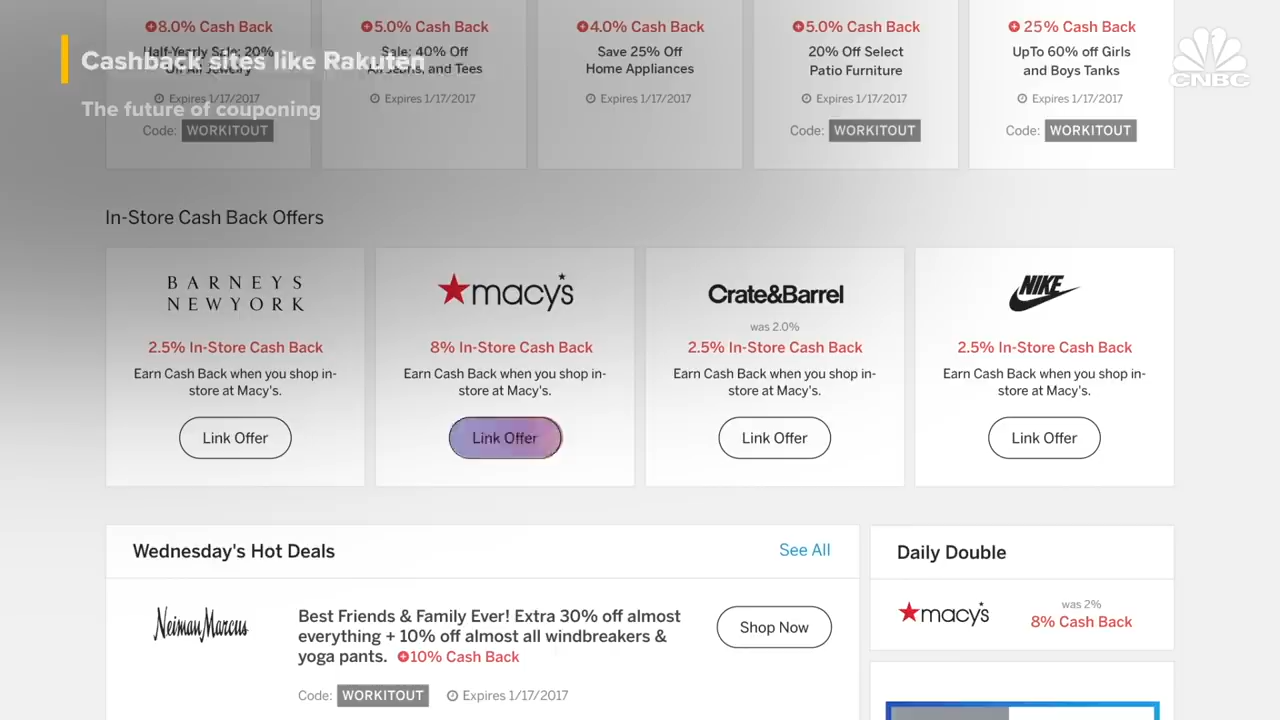 +8.0% Cash Back
+5.0% Cash Back
+4.0% Cash Back
+5.0% Cash Back
+25% Cash Back
Half-Yearly Sale: 20%
Off All Jewelry
Sale: 40% Off
All Jeans, and Tees
Save 25% Off
Home Appliances
20% Off Select
Patio Furniture
UpTo 60% off Girls
and Boys Tanks
Cashback sites like Rakuten
The future of couponing
CNBC
Expires 1/17/2017
Expires 1/17/2017
Expires 1/17/2017
Expires 1/17/2017
Expires 1/17/2017
Code: WORKITOUT
Code: WORKITOUT
Code: WORKITOUT
In-Store Cash Back Offers
BARNEYS
NEWYORK
2.5% In-Store Cash Back
Earn Cash Back when you shop in-
store at Macy's.
Link Offer
macy's
8% In-Store Cash Back
Earn Cash Back when you shop in-
store at Macy's.
Link Offer
Crate&Barrel
was 2.0%
2.5% In-Store Cash Back
Earn Cash Back when you shop in-
store at Macy's.
Link Offer
NIKE
2.5% In-Store Cash Back
Earn Cash Back when you shop in-
store at Macy's.
Link Offer
Wednesday's Hot Deals
See All
Neiman Marcus
Best Friends & Family Ever! Extra 30% off almost
everything + 10% off almost all windbreakers &
yoga pants. +10% Cash Back
Code: WORKITOUT Expires 1/17/2017
Shop Now
Daily Double
macy's
was 2%
8% Cash Back